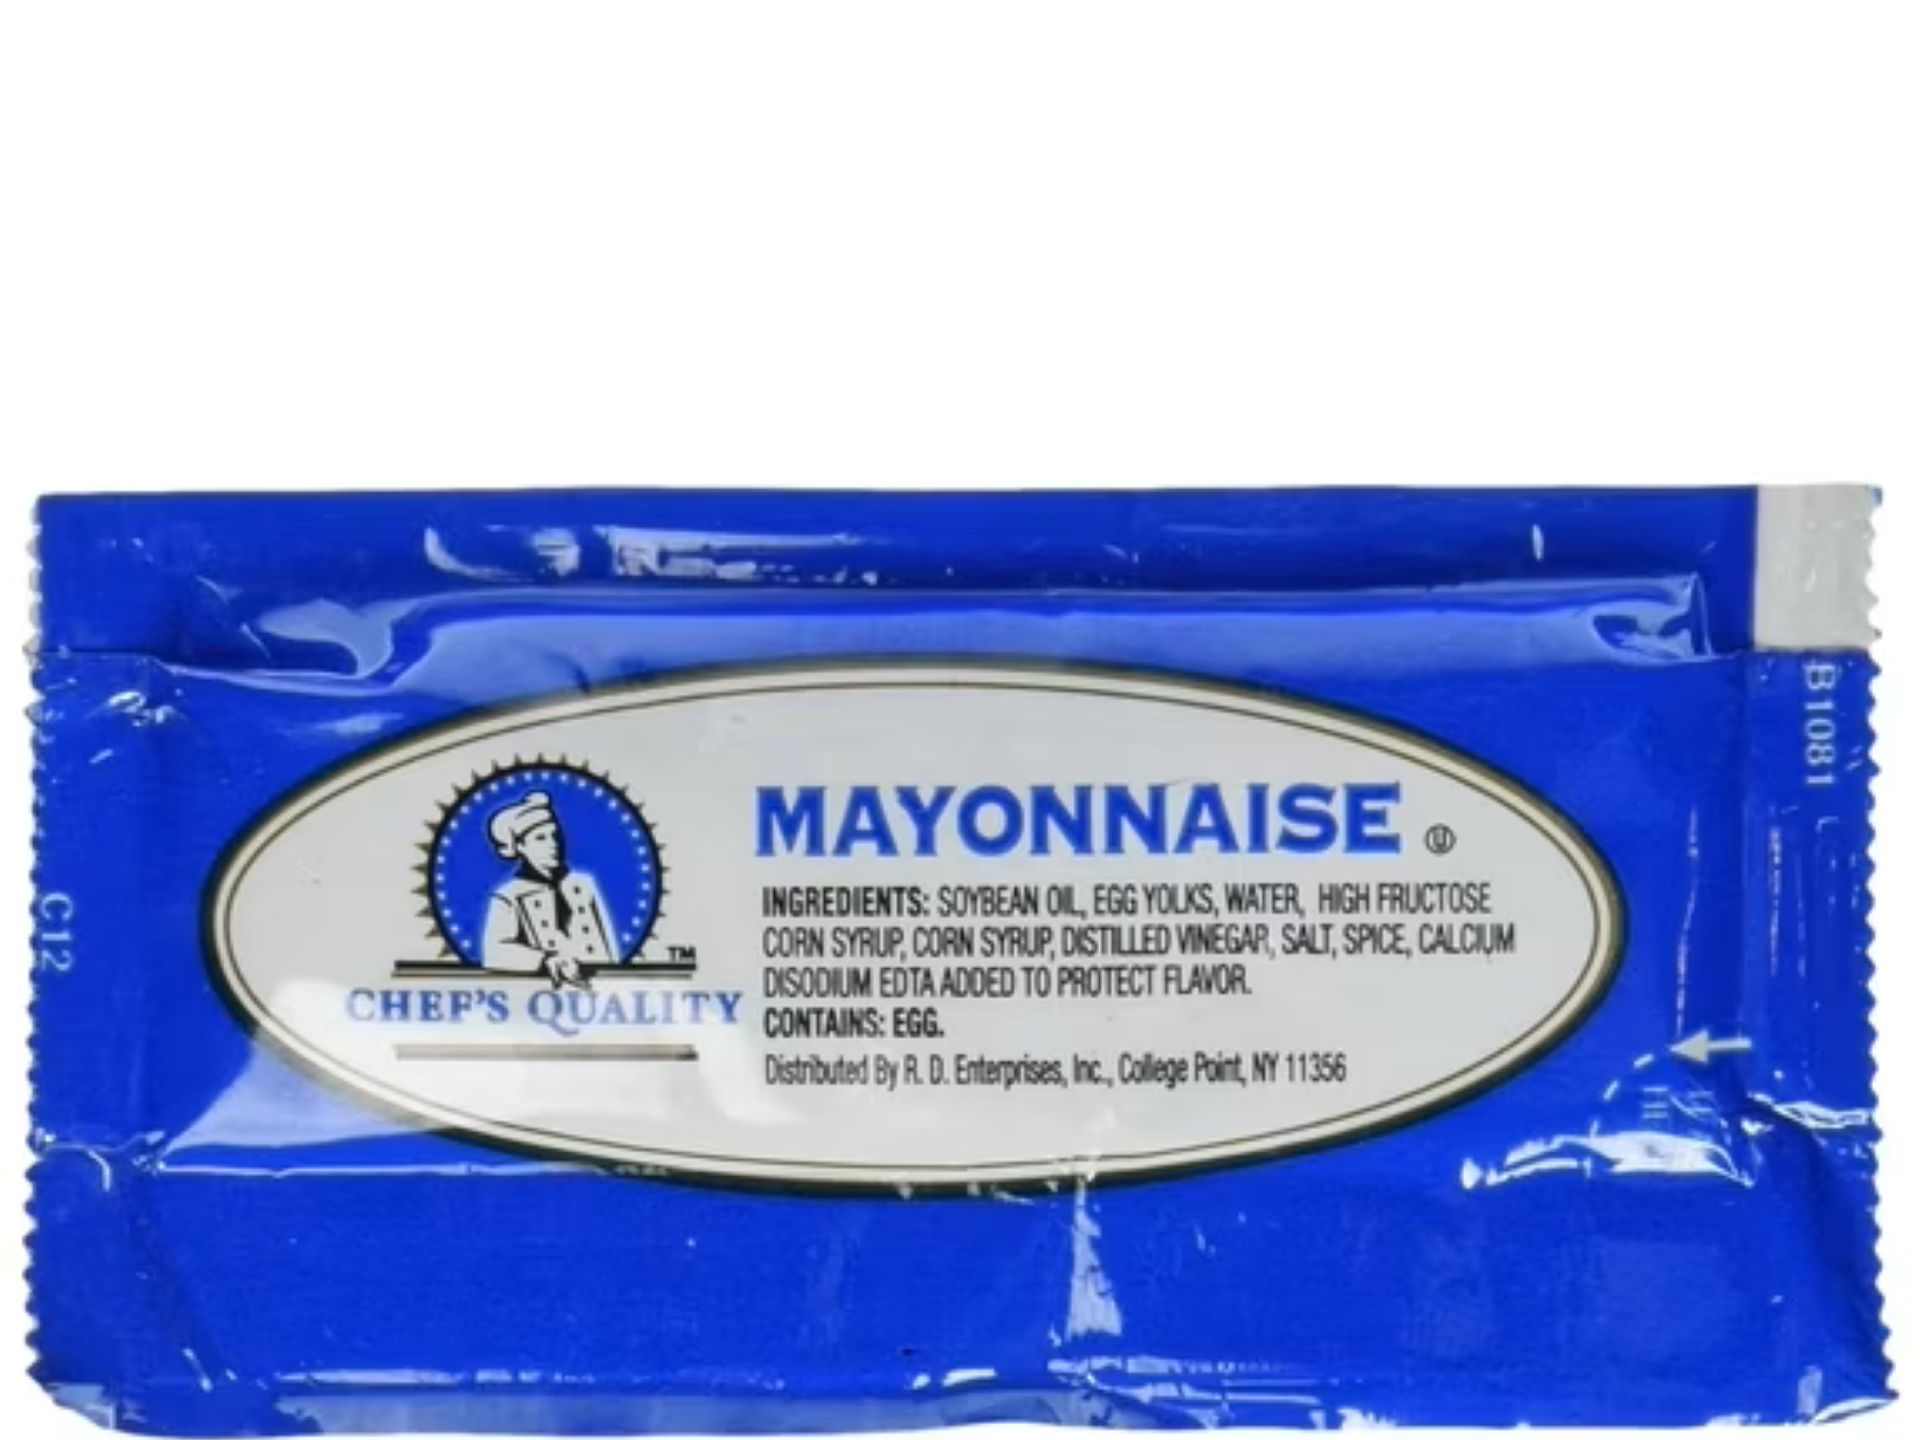 MAYONNAISE Ⓤ
INGREDIENTS: SOYBEAN OIL, EGG YOLKS, WATER, HIGH FRUCTOSE
CORN SYRUP, CORN SYRUP, DISTILLED VINEGAR, SALT, SPICE, CALCIUM
DISODIUM EDTA ADDED TO PROTECT FLAVOR.
CONTAINS: EGG.
Distributed By R. D. Enterprises, Inc., College Point, NY 11356
TM
CHEF'S QUALITY
C12
B1081